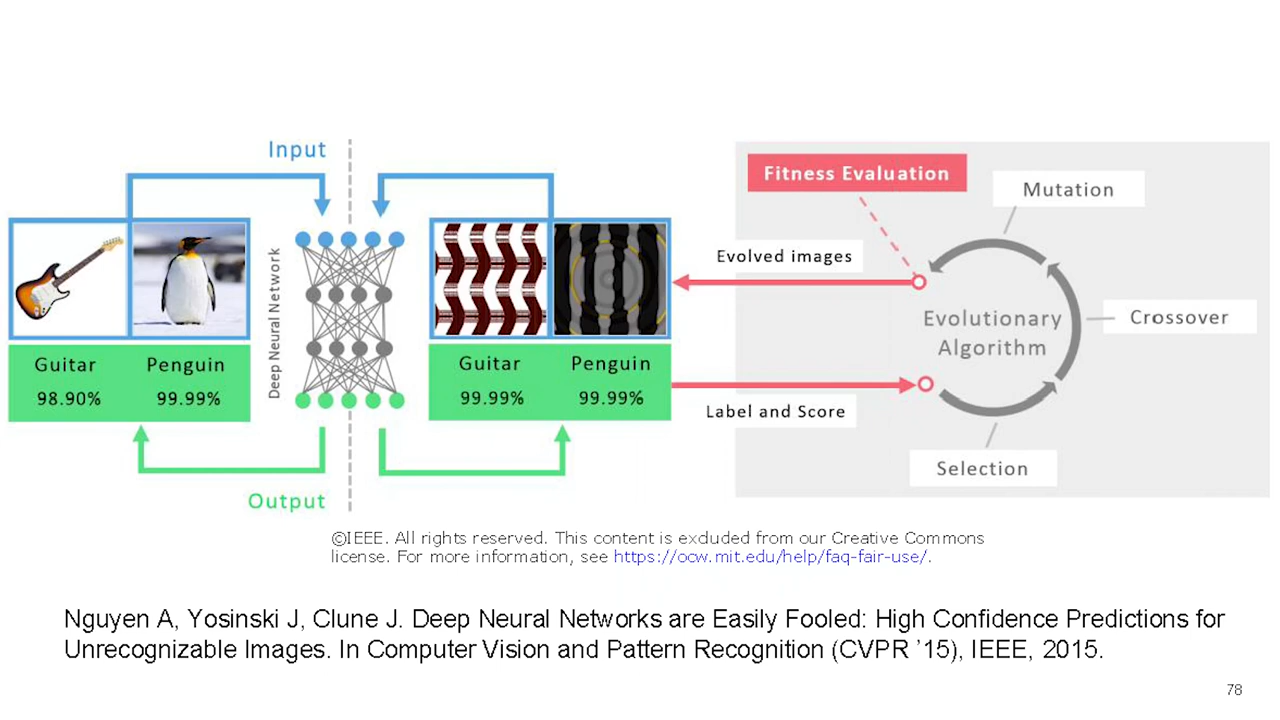 Input
Fitness Evaluation
Mutation
Deep Neural Network
Evolved images
Evolutionary
Algorithm
Crossover
Guitar Penguin
98.90% 99.99%
Guitar Penguin
99.99% 99.99%
Label and Score
Selection
Output
©IEEE. All rights reserved. This content is excluded from our Creative Commons
license. For more information, see https://ocw.mit.edu/help/faq-fair-use/.
Nguyen A, Yosinski J, Clune J. Deep Neural Networks are Easily Fooled: High Confidence Predictions for
Unrecognizable Images. In Computer Vision and Pattern Recognition (CVPR ’15), IEEE, 2015.
78